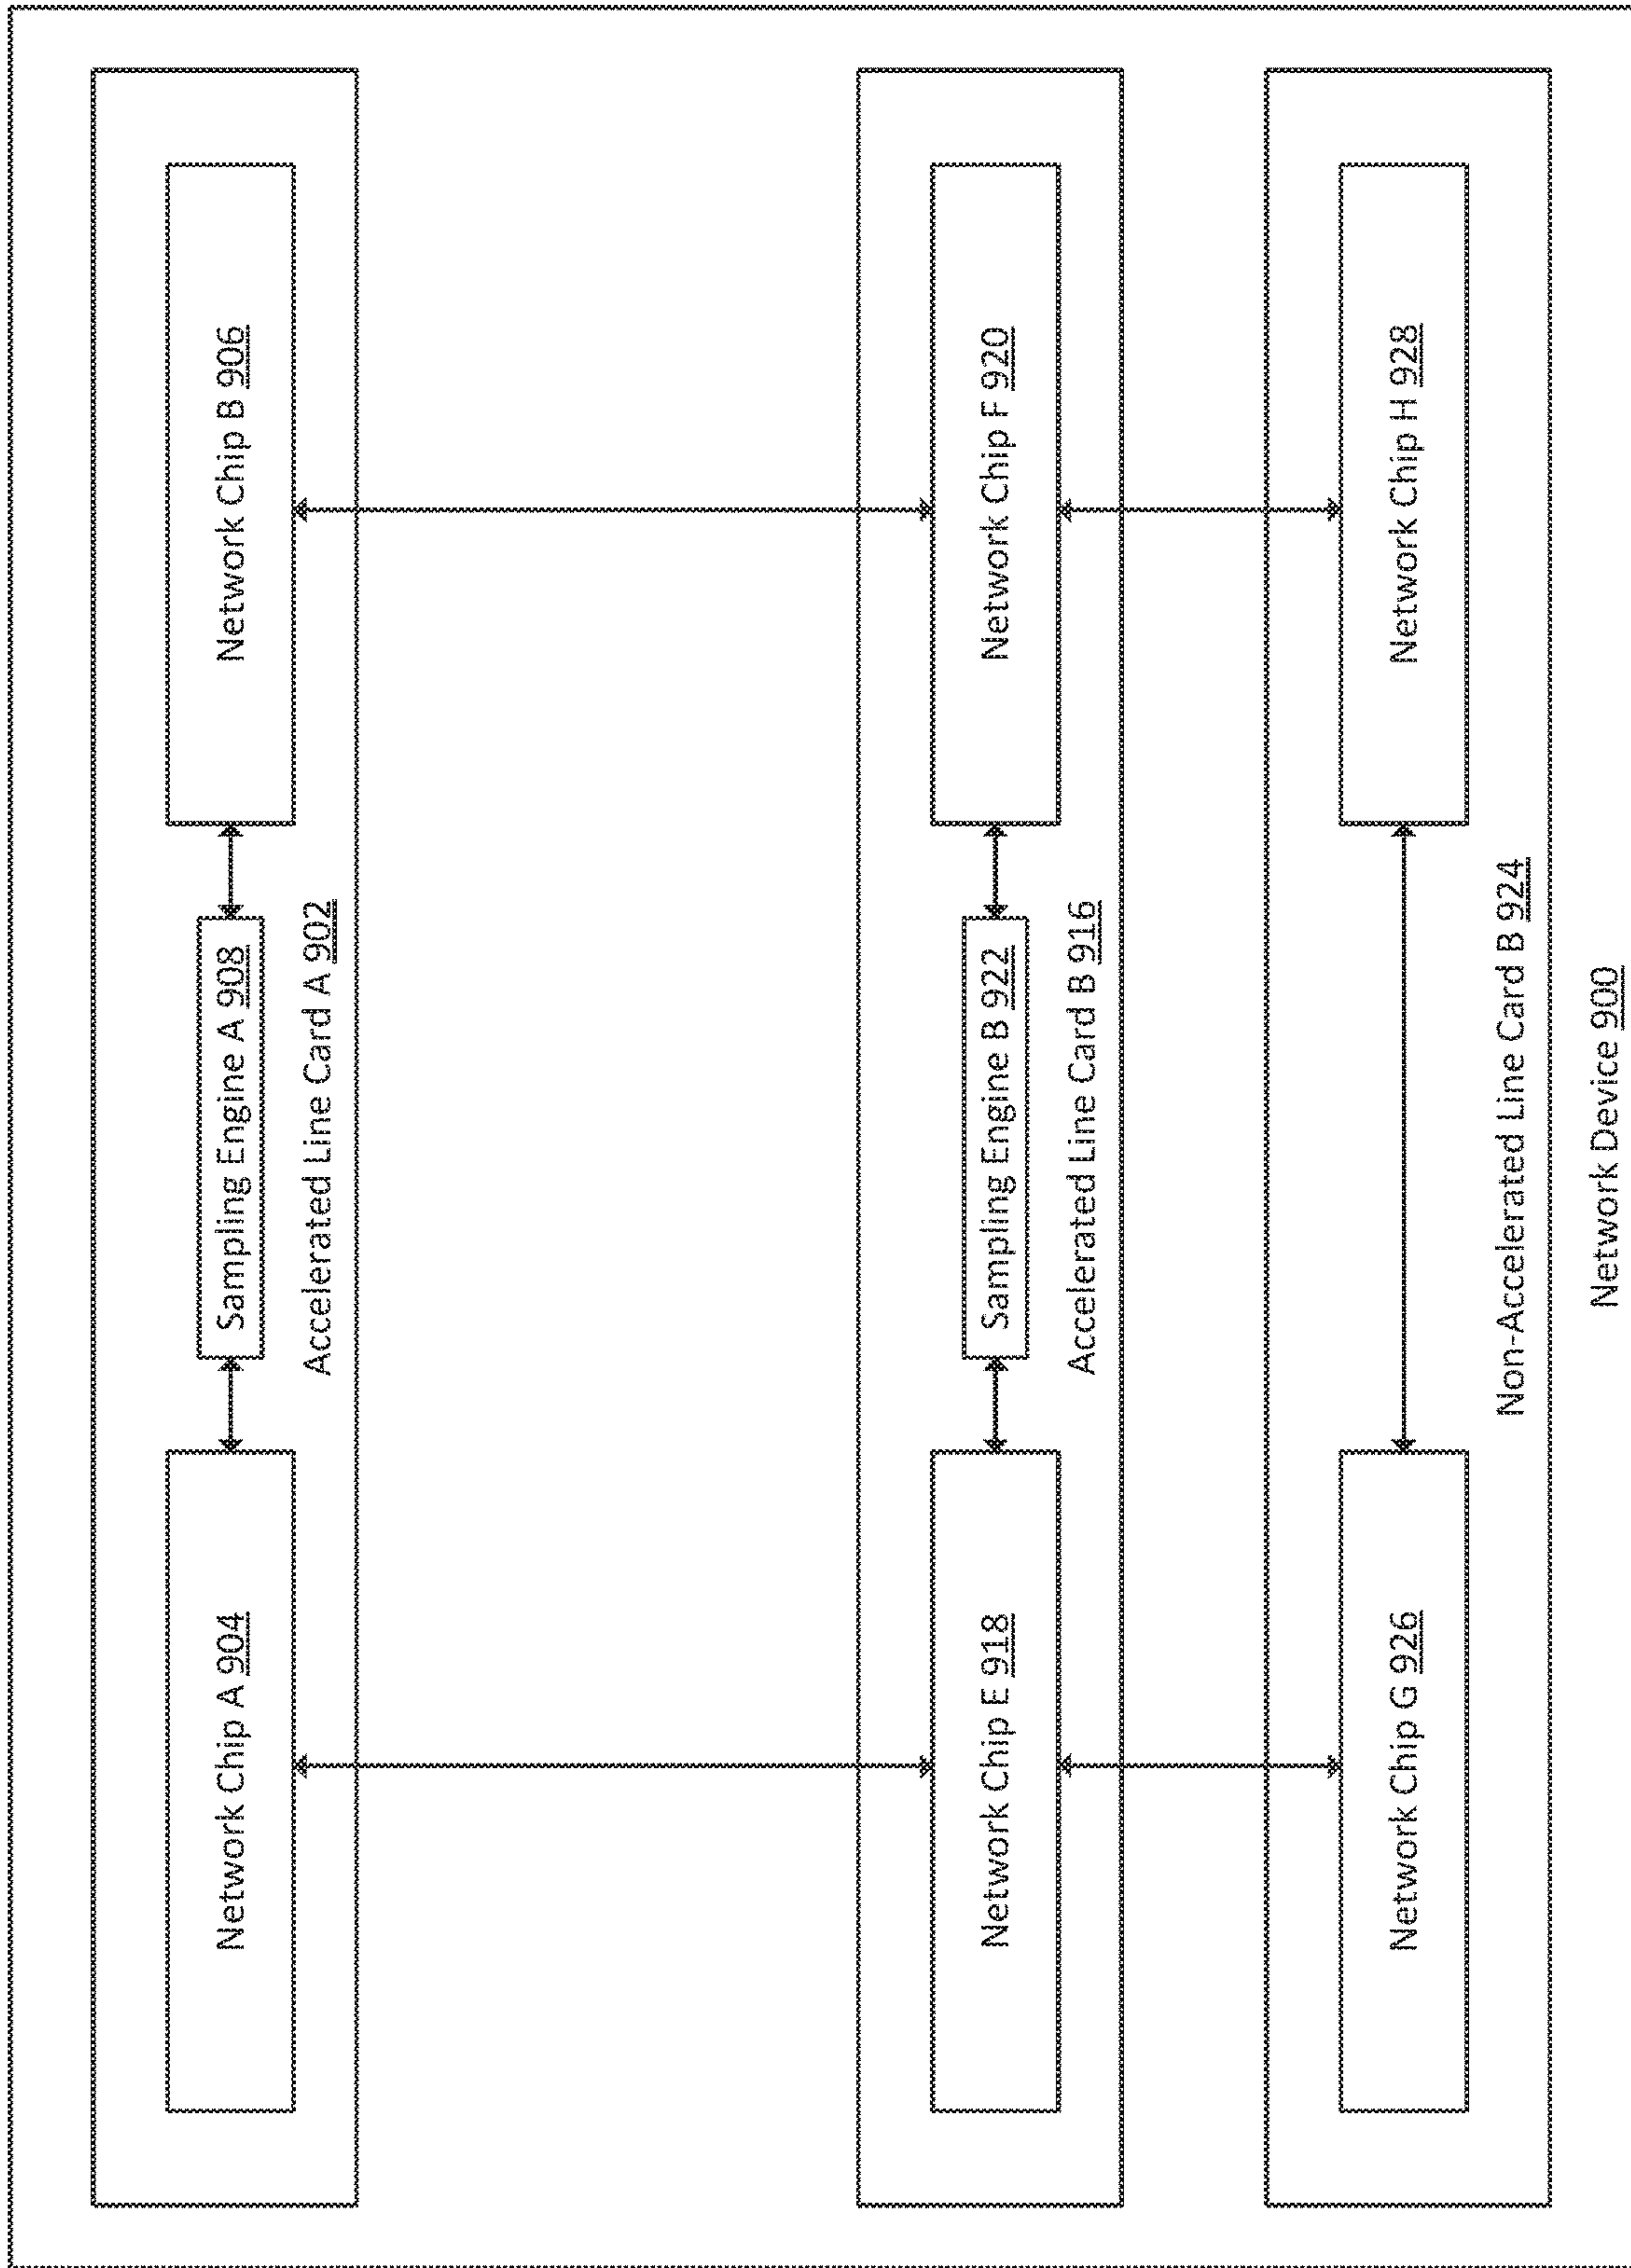 Network Chip A 904
Sampling Engine A 908
Network Chip B 906
Accelerated Line Card A 902
Network Chip E 918
Sampling Engine B 922
Network Chip F 920
Accelerated Line Card B 916
Network Chip G 926
Network Chip H 928
Non-Accelerated Line Card B 924
Network Device 900